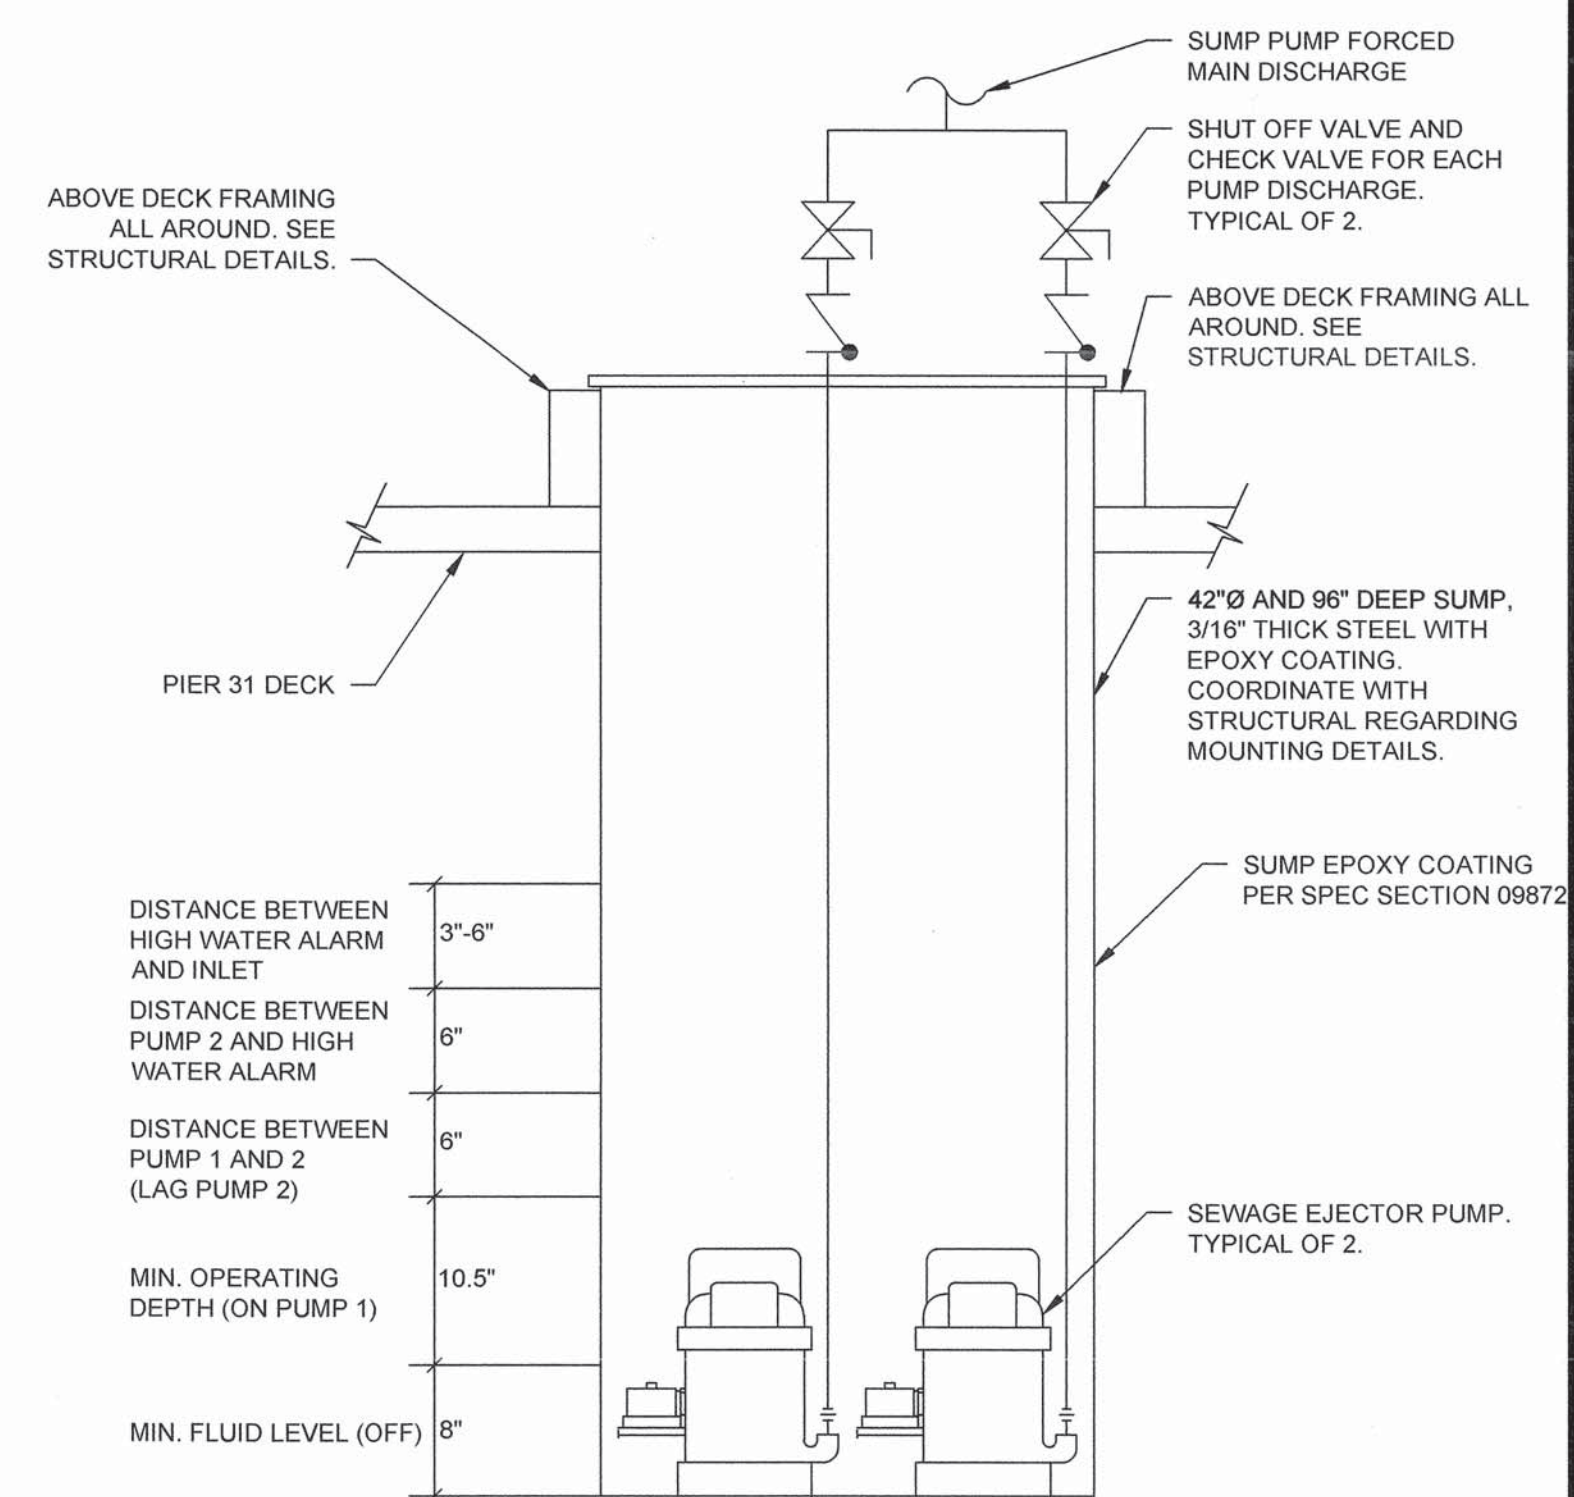 SUMP PUMP FORCED
MAIN DISCHARGE
SHUT OFF VALVE AND
CHECK VALVE FOR EACH
PUMP DISCHARGE.
TYPICAL OF 2.
ABOVE DECK FRAMING
ALL AROUND. SEE
STRUCTURAL DETAILS.
ABOVE DECK FRAMING ALL
AROUND. SEE
STRUCTURAL DETAILS.
42"Ø AND 96" DEEP SUMP,
3/16" THICK STEEL WITH
EPOXY COATING.
COORDINATE WITH
STRUCTURAL REGARDING
MOUNTING DETAILS.
PIER 31 DECK
SUMP EPOXY COATING
PER SPEC SECTION 09872
DISTANCE BETWEEN
HIGH WATER ALARM
AND INLET
3"-6"
DISTANCE BETWEEN
PUMP 2 AND HIGH
WATER ALARM
6"
DISTANCE BETWEEN
PUMP 1 AND 2
(LAG PUMP 2)
6"
SEWAGE EJECTOR PUMP.
TYPICAL OF 2.
MIN. OPERATING
DEPTH (ON PUMP 1)
10.5"
MIN. FLUID LEVEL (OFF)
8"